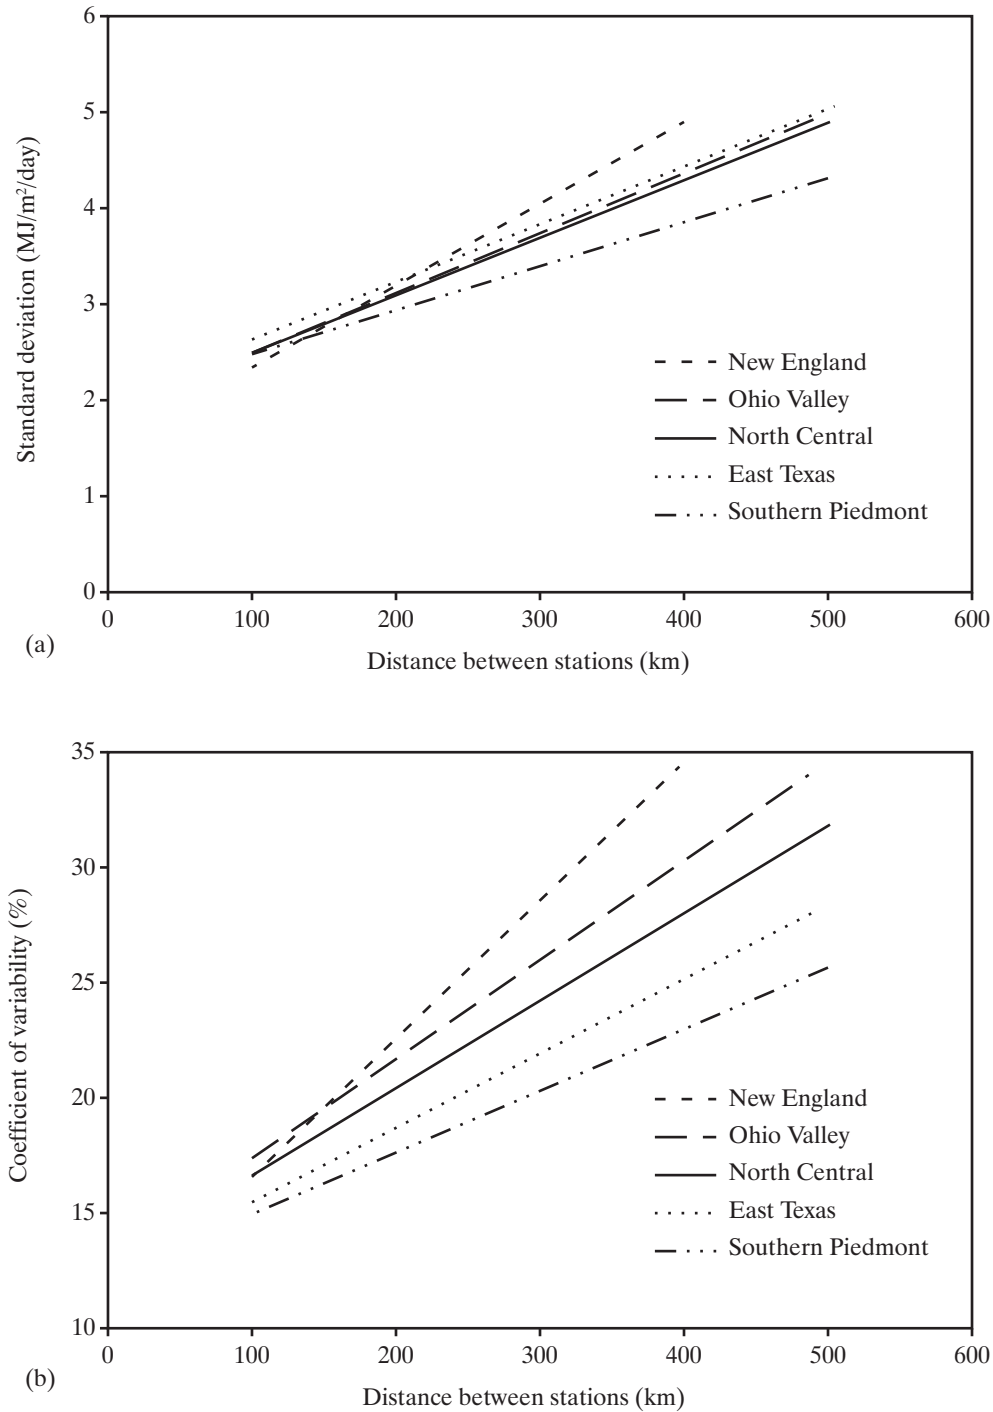 6
5
4
3
2
1
0
Standard deviation (MJ/m²/day)
New England
Ohio Valley
North Central
East Texas
Southern Piedmont
0 100 200 300 400 500 600
Distance between stations (km)
(a)
35
30
25
20
15
10
Coefficient of variability (%)
New England
Ohio Valley
North Central
East Texas
Southern Piedmont
0 100 200 300 400 500 600
Distance between stations (km)
(b)